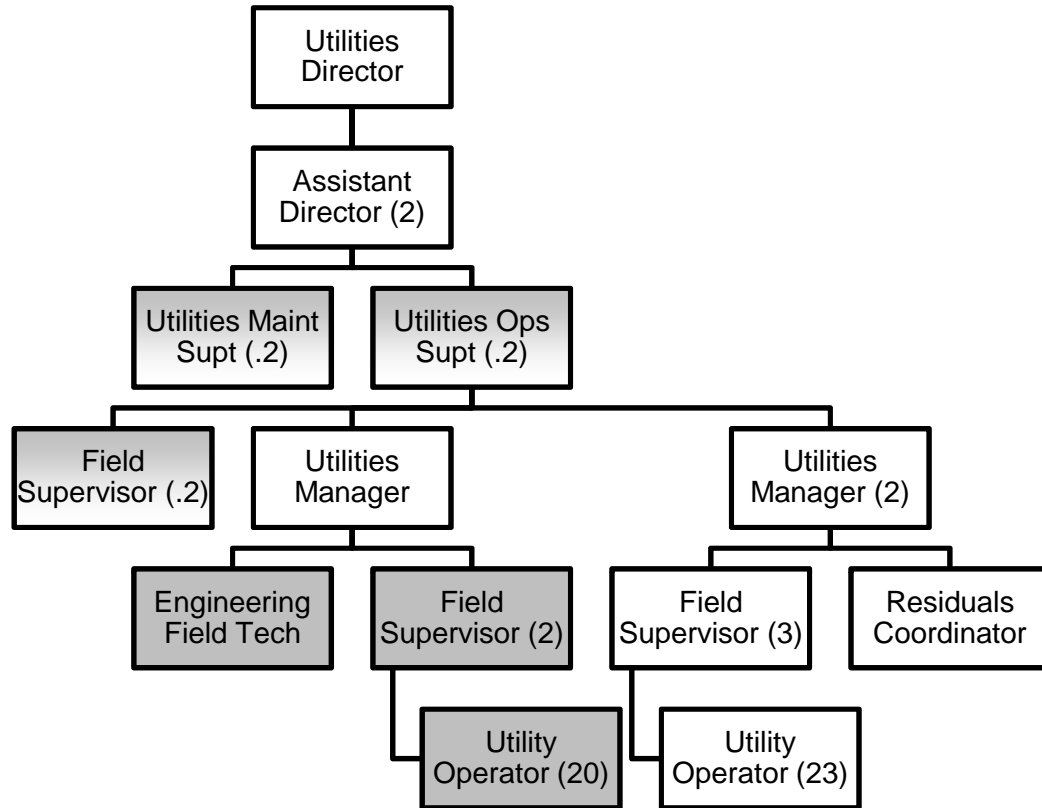 Utilities
Director
Assistant
Director (2)
Utilities Maint
Supt (.2)
Utilities Ops
Supt (.2)
Field
Supervisor (.2)
Utilities
Manager
Utilities
Manager (2)
Engineering
Field Tech
Field
Supervisor (2)
Field
Supervisor (3)
Residuals
Coordinator
Utility
Operator (20)
Utility
Operator (23)